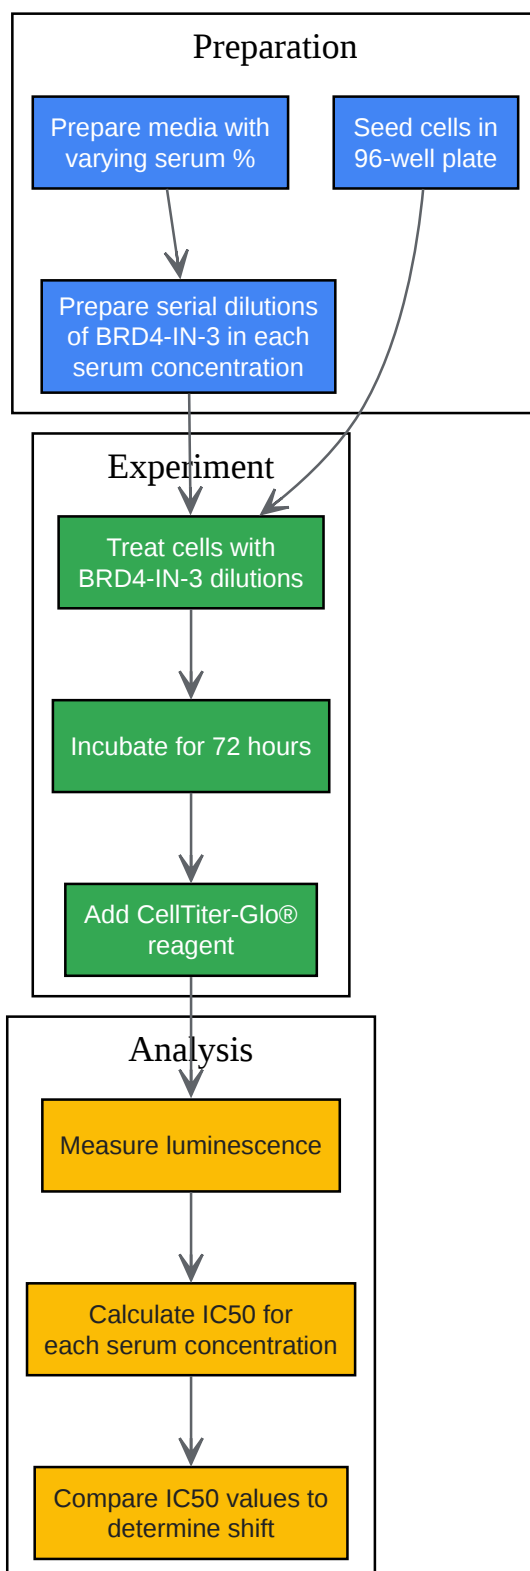 Preparation
Prepare media with
varying serum %
Seed cells in
96-well plate
Prepare serial dilutions
of BRD4-IN-3 in each
serum concentration
Experiment
Treat cells with
BRD4-IN-3 dilutions
Incubate for 72 hours
Add CellTiter-Glo®
reagent
Analysis
Measure luminescence
Calculate IC50 for
each serum concentration
Compare IC50 values to
determine shift